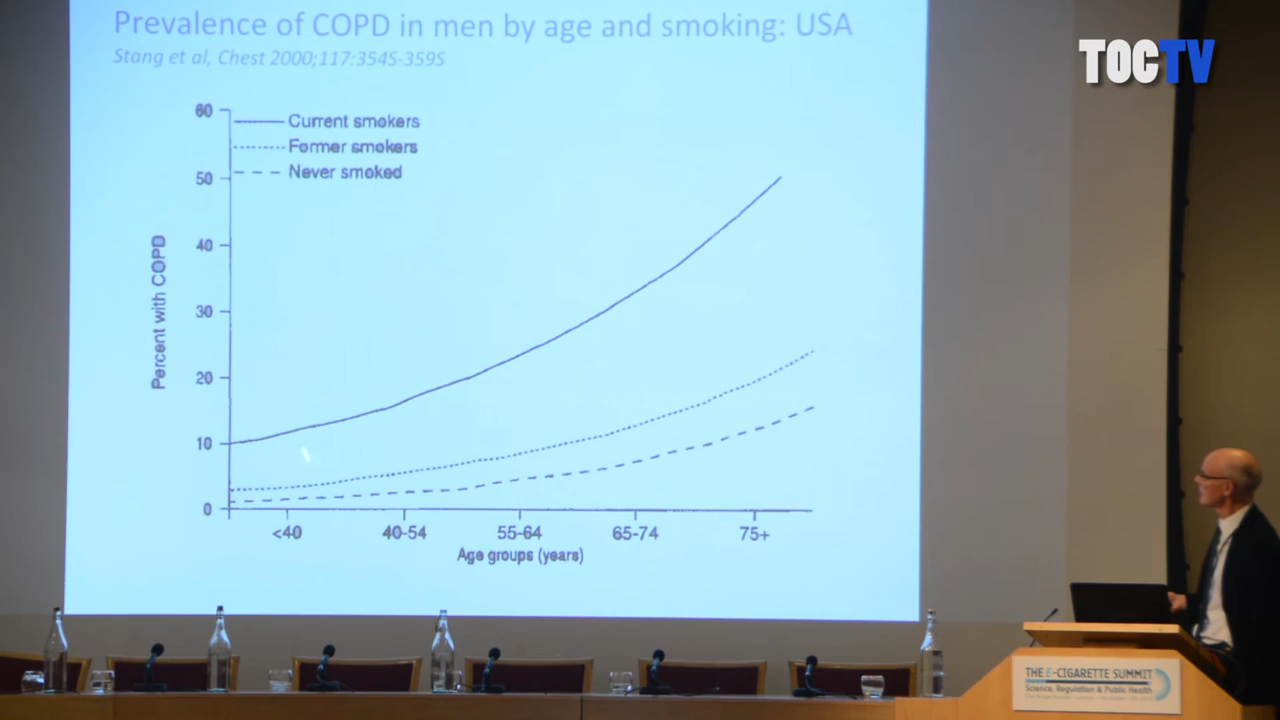 Prevalence of COPD in men by age and smoking: USA
Stang et al, Chest 2000;117:354S-359S
TOCTV
60
Current smokers
Former smokers
Never smoked
50
40
30
20
10
0
Percent with COPD
<40 40-54 55-64 65-74 75+
Age groups (years)
THE E-CIGARETTE SUMMIT
Science, Regulation & Public Health